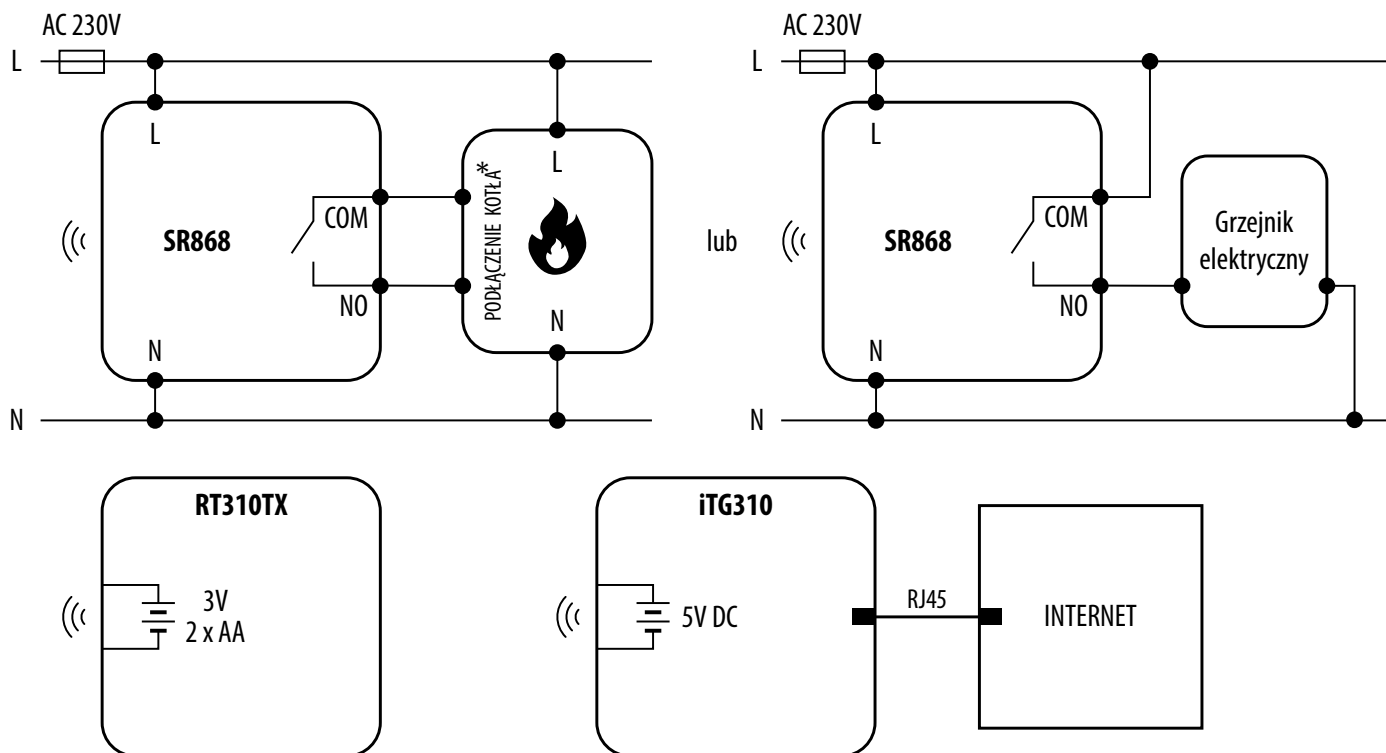 AC 230V
L
L
SR868
COM
NO
N
N
PODŁĄCZENIE KOTŁA*
L
N
lub
AC 230V
L
L
SR868
COM
NO
N
N
Grzejnik
elektryczny
RT310TX
3V
2 x AA
iTG310
5V DC
RJ45
INTERNET